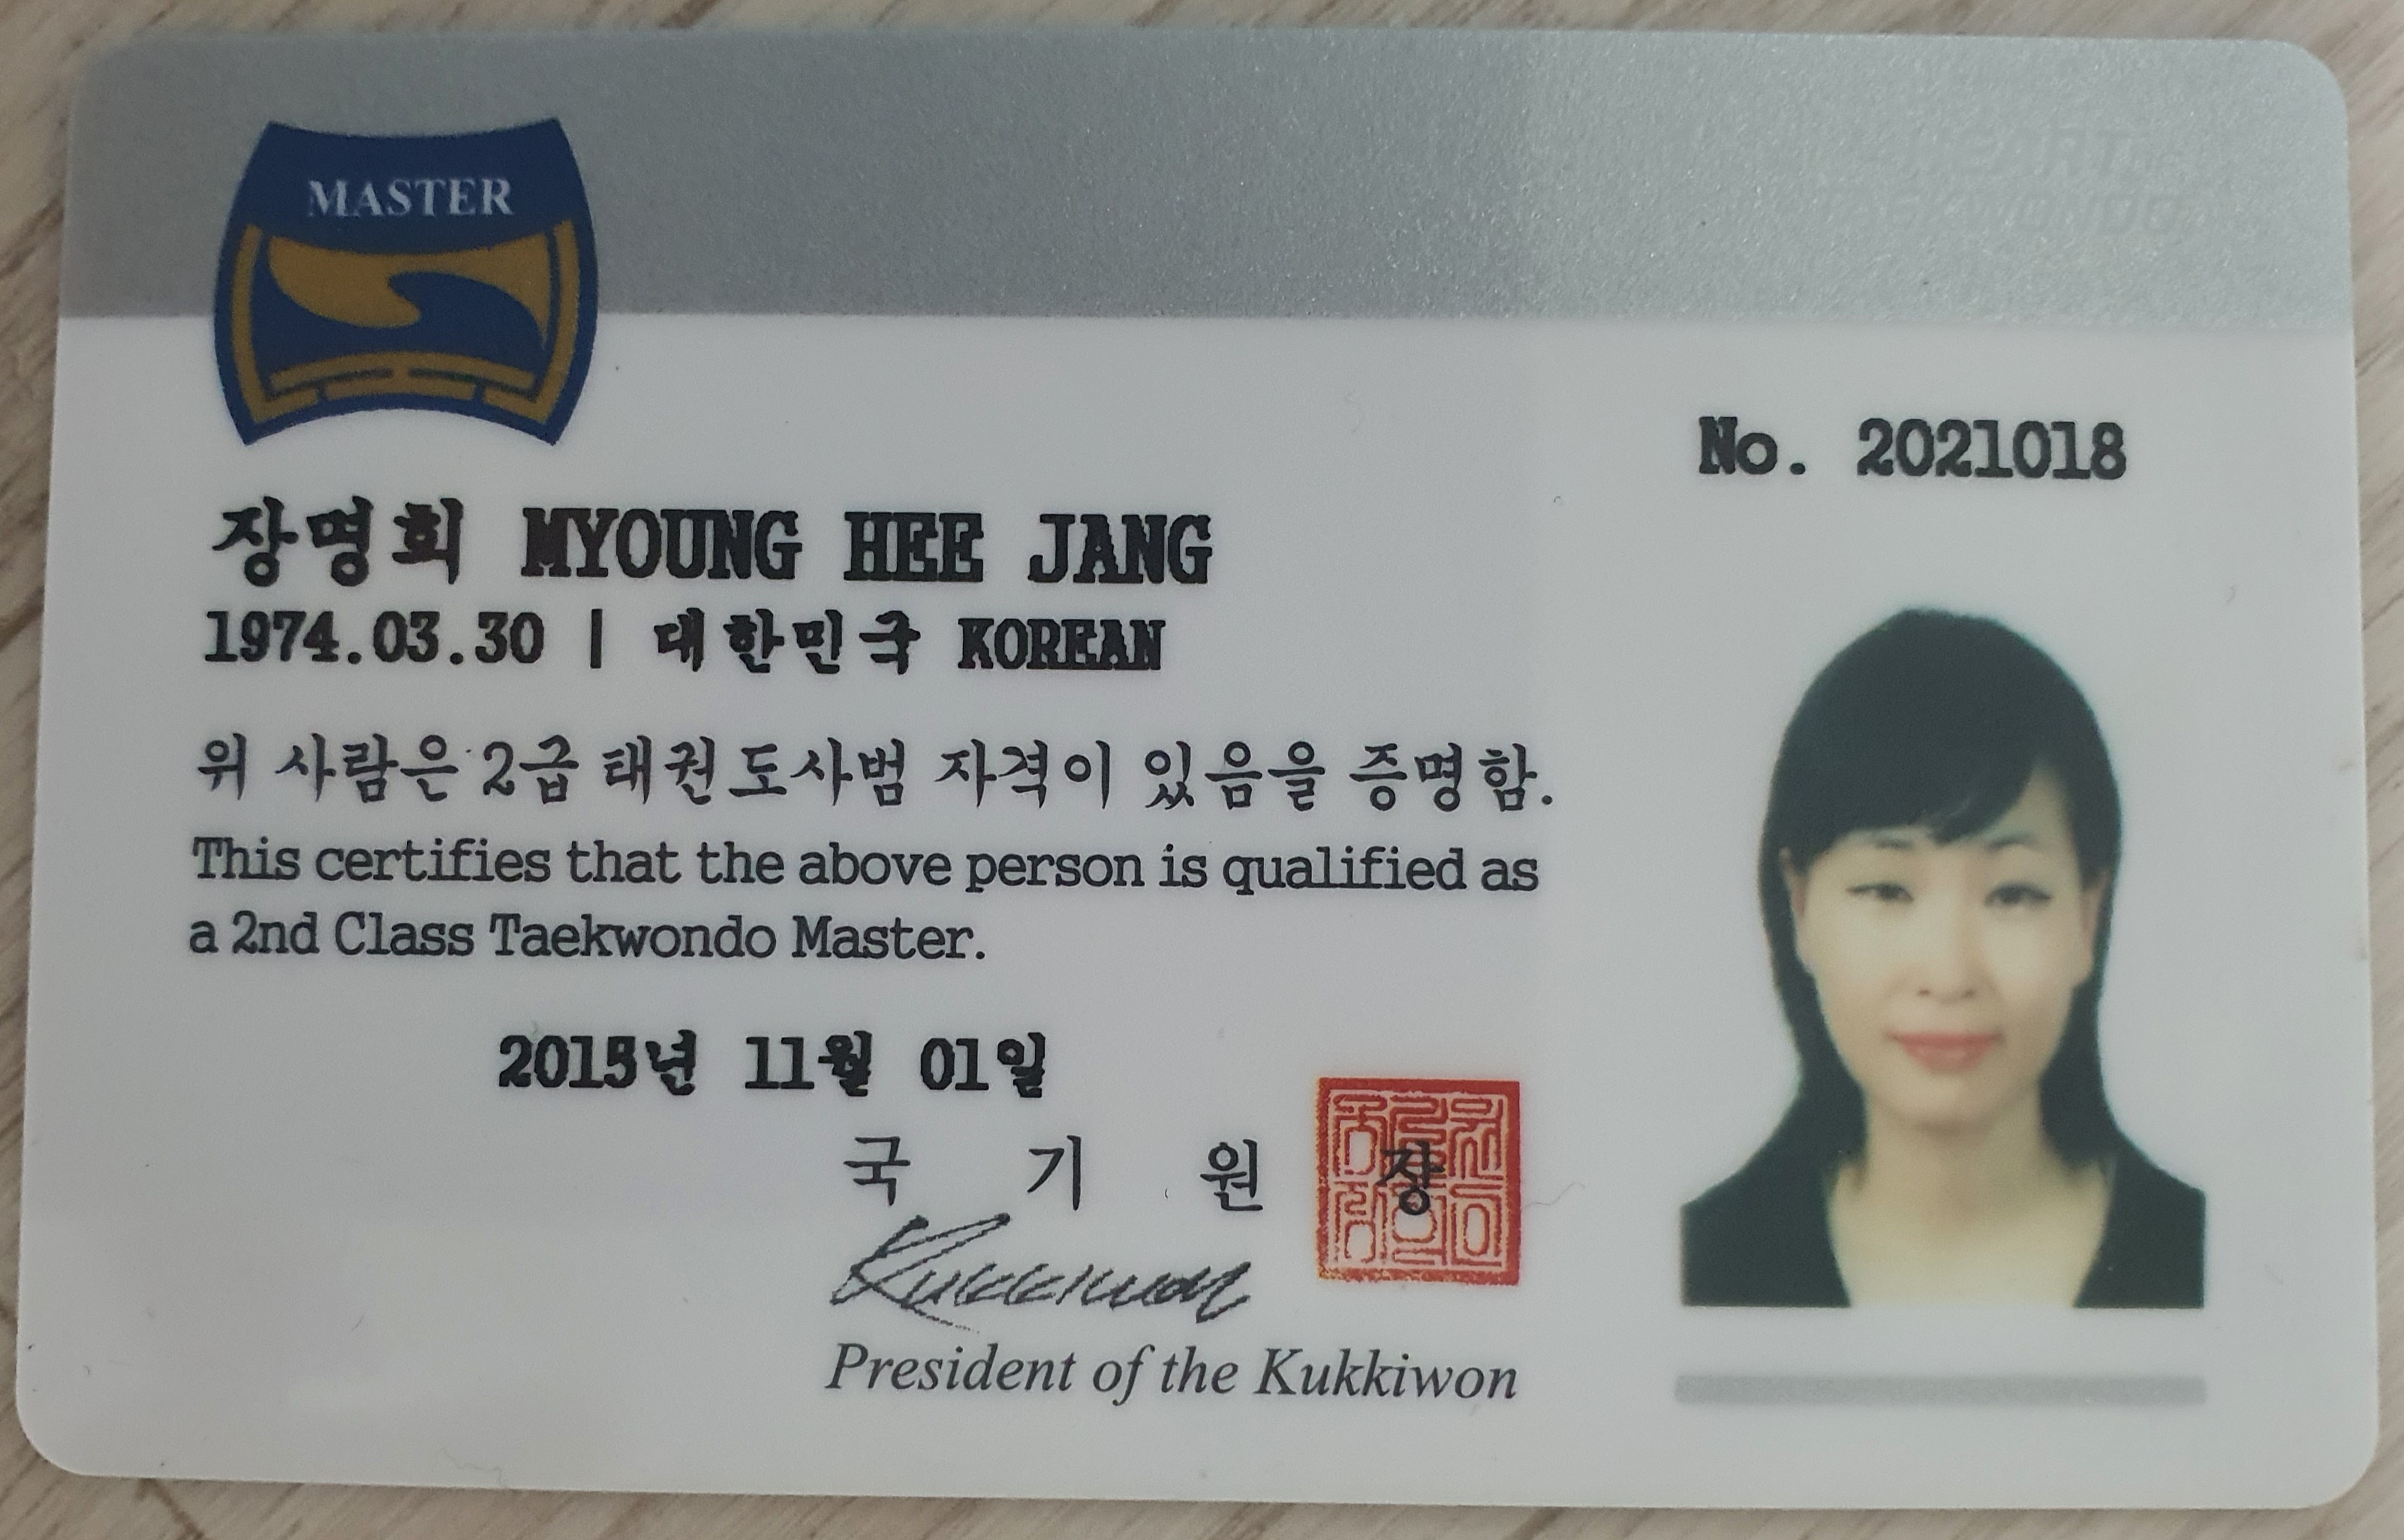 MASTER
No. 2021018
장명희 MYOUNG HEE JANG
1974.03.30 | 대한민국 KOREAN
위 사람은 2급 태권도사범 자격이 있음을 증명함.
This certifies that the above person is qualified as
a 2nd Class Taekwondo Master.
2015년 11월 01일
국 기 원 장
Kukkiwon
President of the Kukkiwon